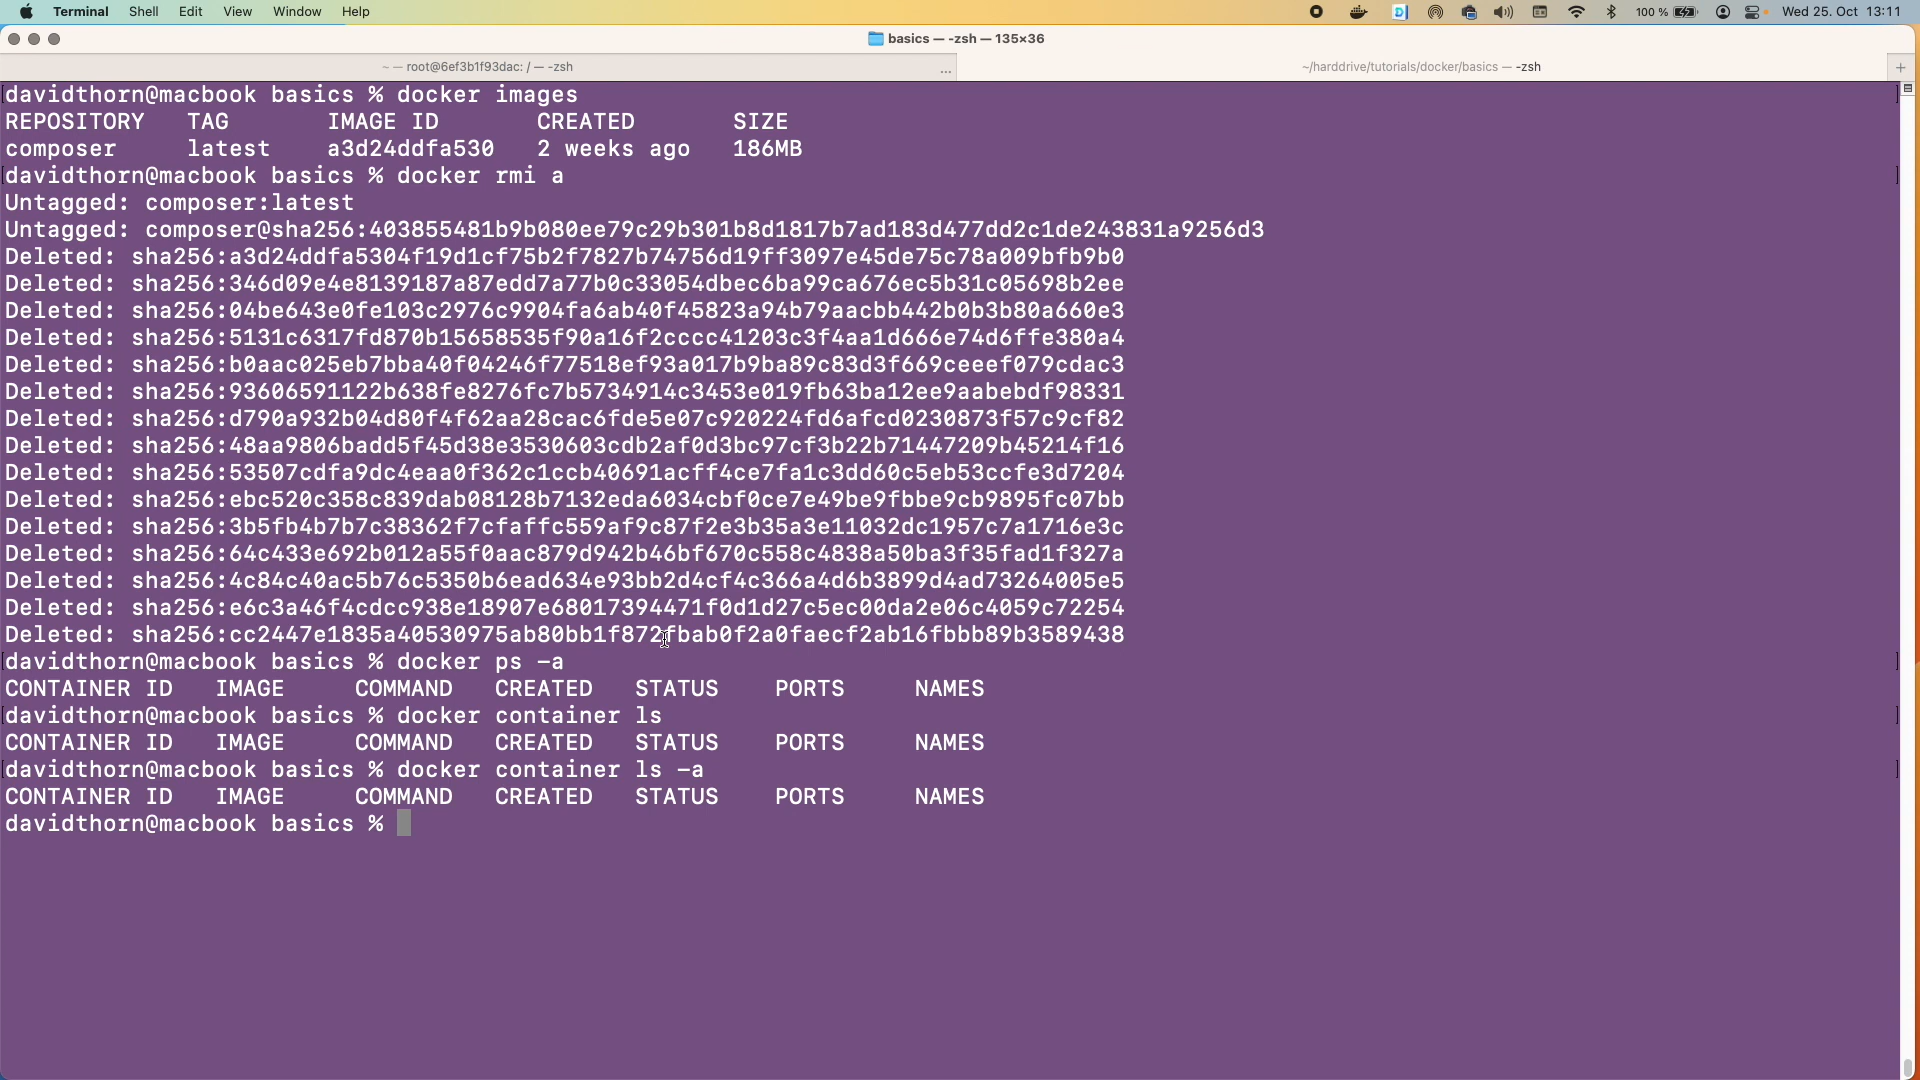 Terminal Shell Edit View Window Help 100 % Wed 25. Oct 13:11
basics — -zsh — 135×36
~ — root@6ef3b1f93dac: / — -zsh ... ~/harddrive/tutorials/docker/basics — -zsh +
davidthorn@macbook basics % docker images
REPOSITORY TAG IMAGE ID CREATED SIZE
composer latest a3d24ddfa530 2 weeks ago 186MB
davidthorn@macbook basics % docker rmi a
Untagged: composer:latest
Untagged: composer@sha256:403855481b9b080ee79c29b301b8d1817b7ad183d477dd2c1de243831a9256d3
Deleted: sha256:a3d24ddfa5304f19d1cf75b2f7827b74756d19ff3097e45de75c78a009bfb9b0
Deleted: sha256:346d09e4e8139187a87edd7a77b0c33054dbec6ba99ca676ec5b31c05698b2ee
Deleted: sha256:04be643e0fe103c2976c9904fa6ab40f45823a94b79aacbb442b0b3b80a660e3
Deleted: sha256:5131c6317fd870b15658535f90a16f2cccc41203c3f4aa1d666e74d6ffe380a4
Deleted: sha256:b0aac025eb7bba40f04246f77518ef93a017b9ba89c83d3f669ceeef079cdac3
Deleted: sha256:93606591122b638fe8276fc7b5734914c3453e019fb63ba12ee9aabebdf98331
Deleted: sha256:d790a932b04d80f4f62aa28cac6fde5e07c920224fd6afcd0230873f57c9cf82
Deleted: sha256:48aa9806badd5f45d38e3530603cdb2af0d3bc97cf3b22b71447209b45214f16
Deleted: sha256:53507cdfa9dc4eaa0f362c1ccb40691acff4ce7fa1c3dd60c5eb53ccfe3d7204
Deleted: sha256:ebc520c358c839dab08128b7132eda6034cbf0ce7e49be9fbbe9cb9895fc07bb
Deleted: sha256:3b5fb4b7b7c38362f7cfaffc559af9c87f2e3b35a3e11032dc1957c7a1716e3c
Deleted: sha256:64c433e692b012a55f0aac879d942b46bf670c558c4838a50ba3f35fad1f327a
Deleted: sha256:4c84c40ac5b76c5350b6ead634e93bb2d4cf4c366a4d6b3899d4ad73264005e5
Deleted: sha256:e6c3a46f4cdcc938e18907e68017394471f0d1d27c5ec00da2e06c4059c72254
Deleted: sha256:cc2447e1835a40530975ab80bb1f872fbab0f2a0faecf2ab16fbbb89b3589438
davidthorn@macbook basics % docker ps -a
CONTAINER ID IMAGE COMMAND CREATED STATUS PORTS NAMES
davidthorn@macbook basics % docker container ls
CONTAINER ID IMAGE COMMAND CREATED STATUS PORTS NAMES
davidthorn@macbook basics % docker container ls -a
CONTAINER ID IMAGE COMMAND CREATED STATUS PORTS NAMES
davidthorn@macbook basics %